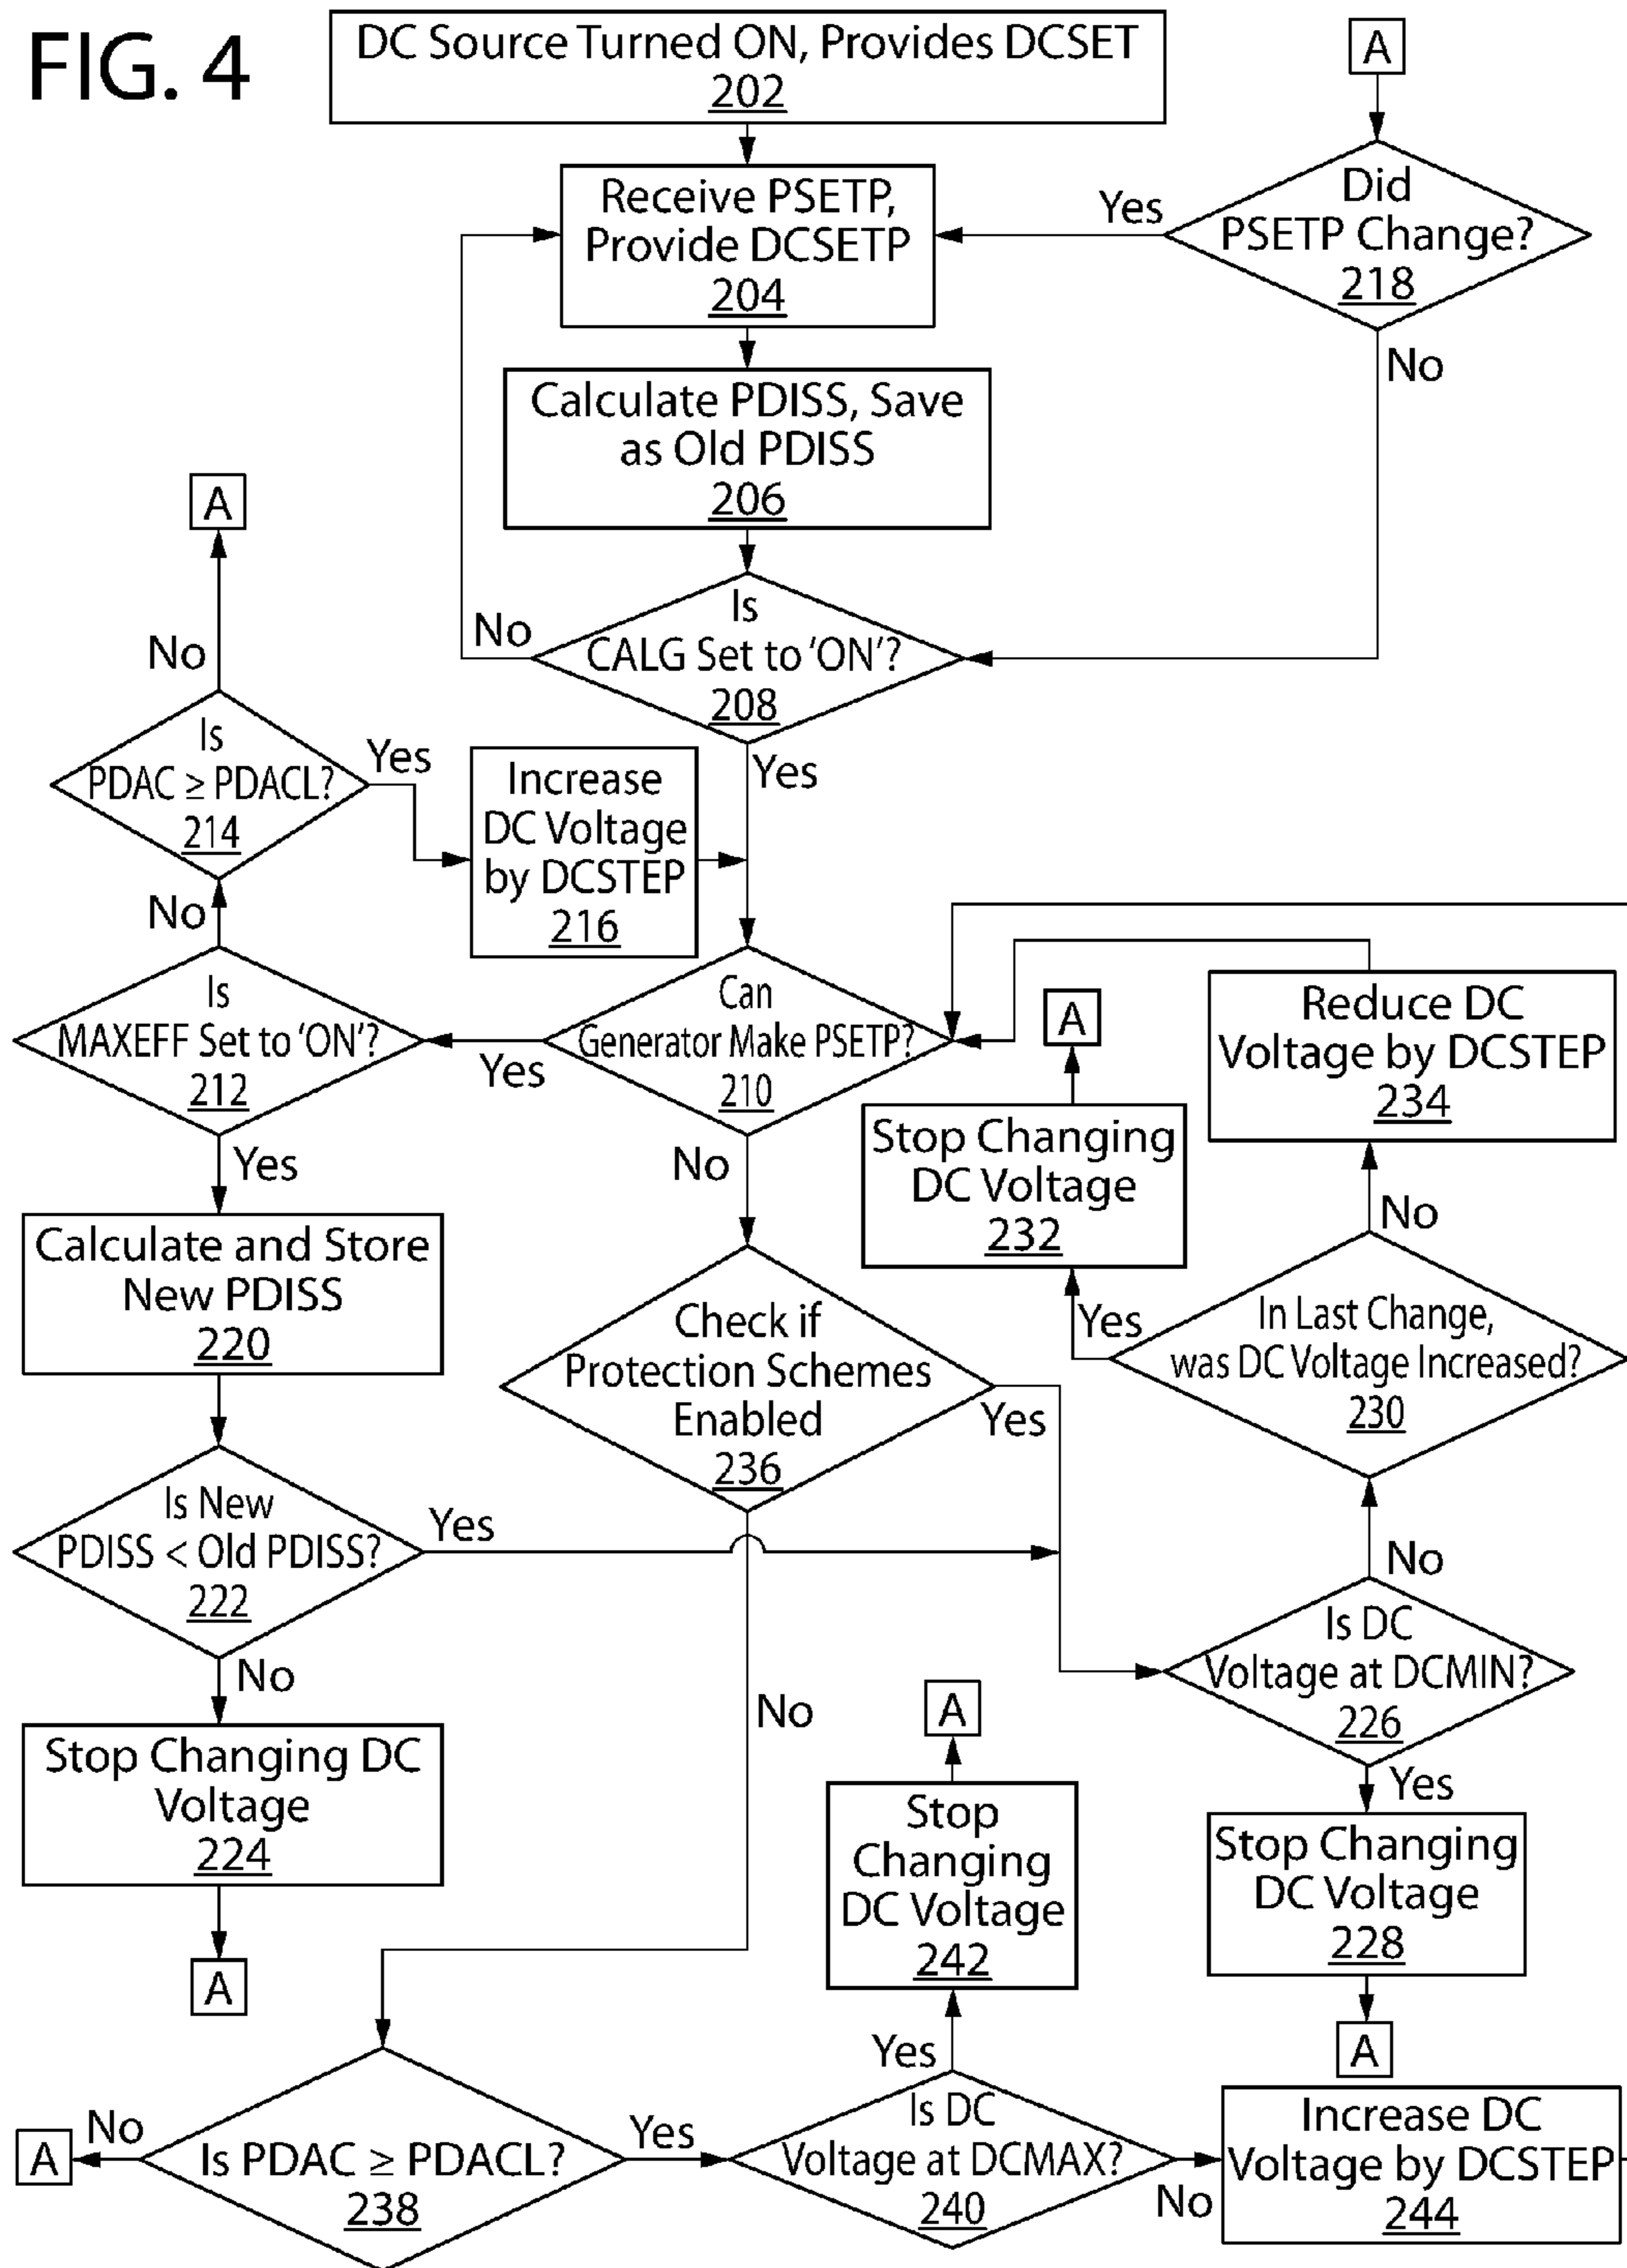 FIG. 4
DC Source Turned ON, Provides DCSET
202
A
Receive PSETP,
Provide DCSETP
204
Yes
Did
PSETP Change?
218
No
Calculate PDISS, Save
as Old PDISS
206
A
No
Is
CALG Set to 'ON'?
208
No
Yes
Is
PDAC ≥ PDACL?
214
Yes
Increase
DC Voltage
by DCSTEP
216
No
Is
MAXEFF Set to 'ON'?
212
Yes
Can
Generator Make PSETP?
210
No
A
Reduce DC
Voltage by DCSTEP
234
Stop Changing
DC Voltage
232
No
Yes
In Last Change,
was DC Voltage Increased?
230
Yes
Calculate and Store
New PDISS
220
Check if
Protection Schemes
Enabled
236
Yes
Is New
PDISS < Old PDISS?
222
Yes
No
No
Is DC
Voltage at DCMIN?
226
Yes
No
Stop Changing DC
Voltage
224
A
A
Stop
Changing
DC Voltage
242
Stop Changing
DC Voltage
228
A
Yes
A
No
Is PDAC ≥ PDACL?
238
Yes
Is DC
Voltage at DCMAX?
240
No
Increase DC
Voltage by DCSTEP
244